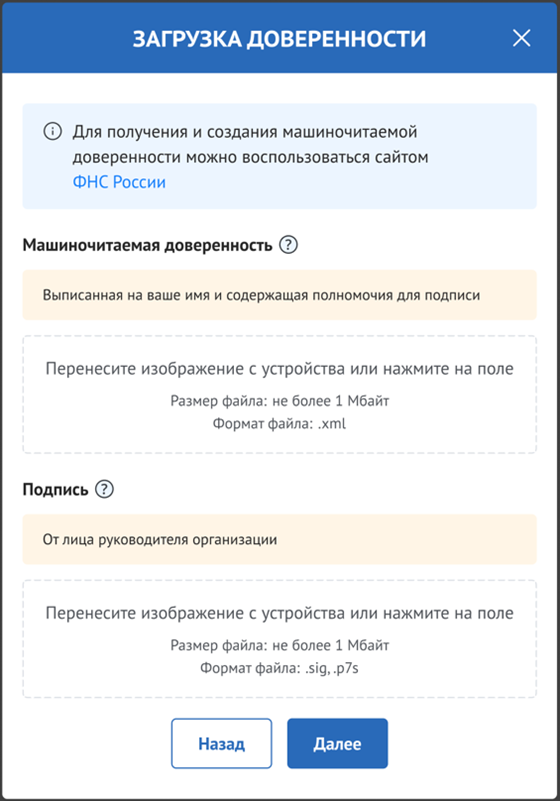 ЗАГРУЗКА ДОВЕРЕННОСТИ
Для получения и создания машиночитаемой
доверенности можно воспользоваться сайтом
ФНС России
Машиночитаемая доверенность ?
Выписанная на ваше имя и содержащая полномочия для подписи
Перенесите изображение с устройства или нажмите на поле
Размер файла: не более 1 Мбайт
Формат файла: .xml
Подпись ?
От лица руководителя организации
Перенесите изображение с устройства или нажмите на поле
Размер файла: не более 1 Мбайт
Формат файла: .sig, .p7s
Назад
Далее